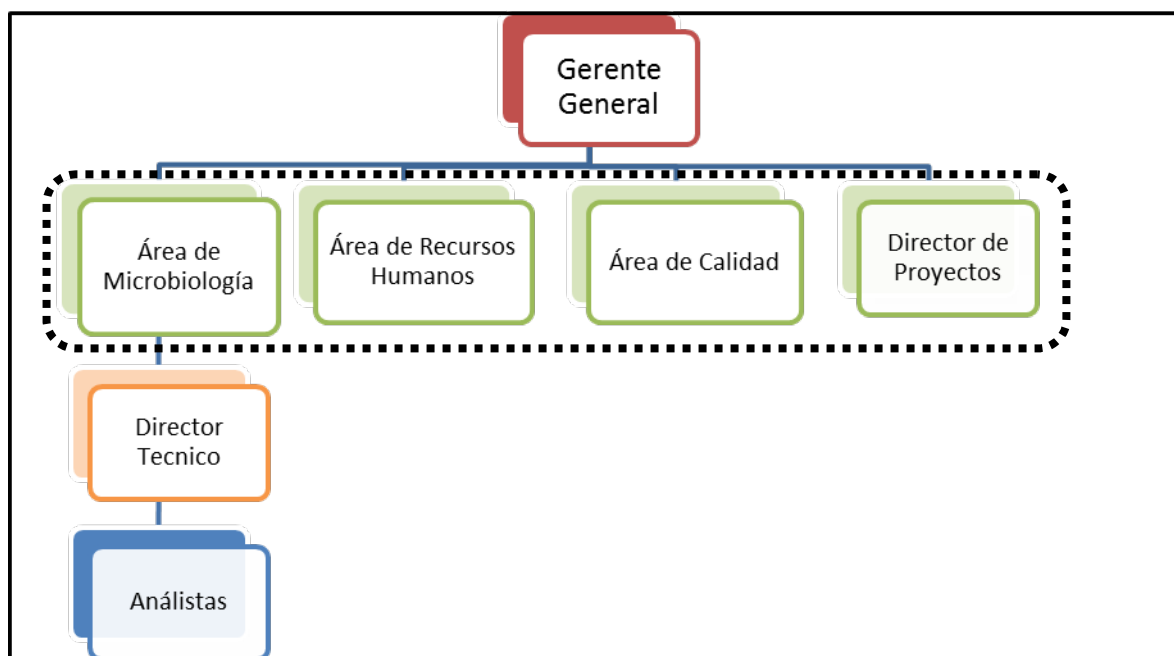 Gerente
General
Área de
Microbiología
Área de Recursos
Humanos
Área de Calidad
Director de
Proyectos
Director
Tecnico
Análistas